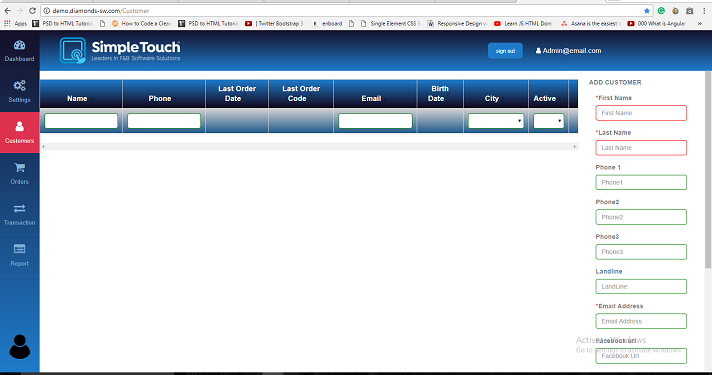 demo.diamonds-sw.com/Customer
Apps PSD to HTML Tutoria How to Code a Clean PSD to HTML Tutoria [ Twitter Bootstrap 3 enboard Single Element CSS S Responsive Design w Learn JS HTML Dom Asana is the easiest w 000 What is Angular
SimpleTouch
Leaders in F&B Software Solutions
sign out
Admin@email.com
Dashboard
Settings
Customers
Orders
Transaction
Report
Name Phone Last Order Date Last Order Code Email Birth Date City Active
ADD CUSTOMER
*First Name
First Name
*Last Name
Last Name
Phone 1
Phone1
Phone2
Phone2
Phone3
Phone3
Landline
LandLine
*Email Address
Email Address
Facebook Url
Facebook Url
Activate Windows
Go to Settings to activate Windows.